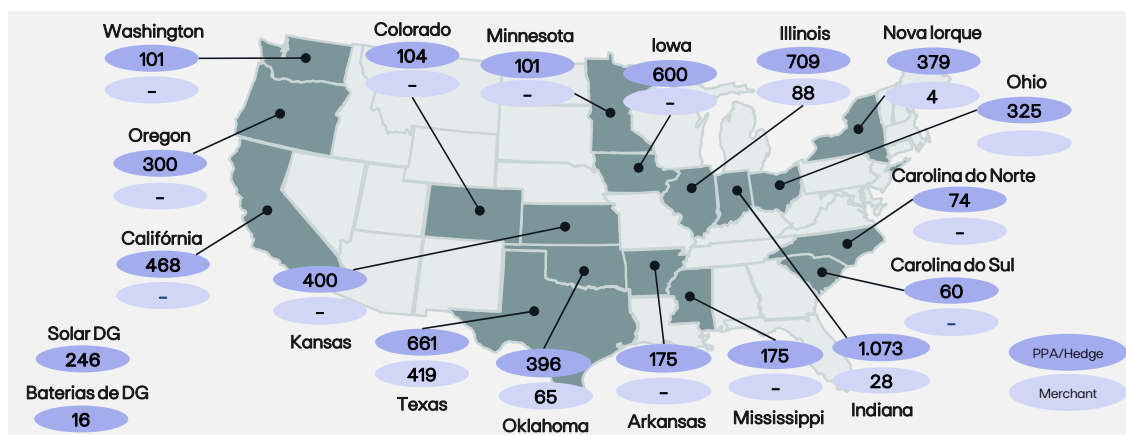 Washington
101
–
Oregon
300
–
Califórnia
468
–
Solar DG
246
Baterias de DG
16
Colorado
104
–
Minnesota
101
–
Iowa
600
–
Illinois
709
88
Nova Iorque
379
4
Ohio
325
Carolina do Norte
74
–
Carolina do Sul
60
–
400
–
Kansas
661
419
Texas
396
65
Oklahoma
175
–
Arkansas
175
–
Mississippi
1.073
28
Indiana
PPA/Hedge
Merchant